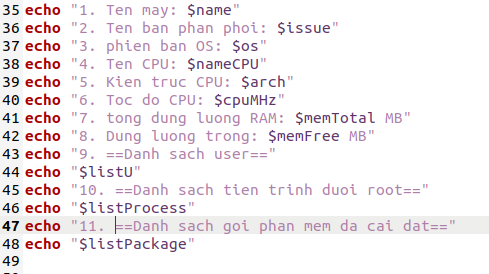 35 echo "1. Ten may: $name"
36 echo "2. Ten ban phan phoi: $issue"
37 echo "3. phien ban OS: $os"
38 echo "4. Ten CPU: $nameCPU"
39 echo "5. Kien truc CPU: $arch"
40 echo "6. Toc do CPU: $cpuMHz"
41 echo "7. tong dung luong RAM: $memTotal MB"
42 echo "8. Dung luong trong: $memFree MB"
43 echo "9. ==Danh sach user=="
44 echo "$listU"
45 echo "10. ==Danh sach tien trinh duoi root=="
46 echo "$listProcess"
47 echo "11. ==Danh sach goi phan mem da cai dat=="
48 echo "$listPackage"
49